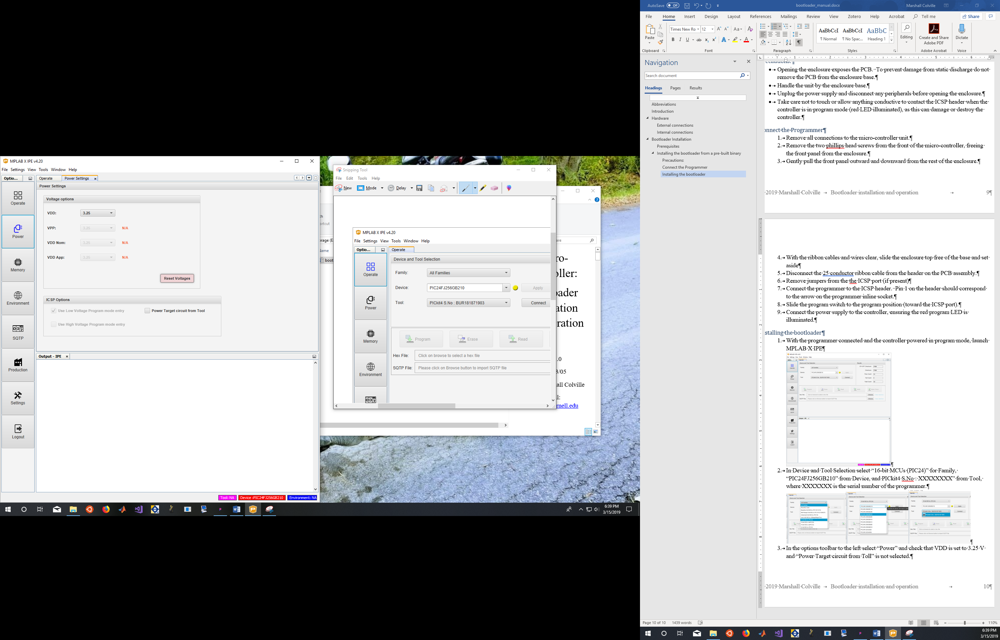 MPLAB X IPE v4.20
File Settings View Tools Window Help
Optio...
Operate
Power Settings
Power Settings
Operate
Power
Memory
Environment
SQTP
Production
Settings
Logout
Voltage options
VDD: 3.25
VPP: 3.25 N/A
VDD Nom: 3.25 N/A
VDD App: 3.25 N/A
Reset Voltages
ICSP Options
Use Low Voltage Program mode entry
Power Target circuit from Tool
Use High Voltage Program mode entry
Output - IPE
Tool: NA
Device :PIC24FJ256GB210
Environment: NA
Snipping Tool
File Edit Tools Help
New Mode Delay
MPLAB X IPE v4.20
File Settings View Tools Window Help
Optio...
Operate
Operate
Power
Memory
Environment
Device and Tool Selection
Family: All Families
Device: PIC24FJ256GB210 Apply
Tool: PICkit4 S.No : BUR181871903 Connect
Program Erase Read
Hex File: Click on browse to select a hex file
SQTP File: Please click on Browse button to import SQTP file
ro-
oller:
oader
ation
eration
.0
3/05
all Colville
l:
rnell.edu
6:39 PM
3/15/2019
AutoSave Off
bootloader_manual.docx
Marshall Colville
File Home Insert Design Layout References Mailings Review View Zotero Help Acrobat Tell me Share
Paste
Clipboard
Times New Ro 12
Font
Paragraph
AaBbCcI AaBbCcI AaBbC
¶ Normal ¶ No Spac... Heading 1
Styles
Editing
Create and Share
Adobe PDF
Adobe Acrobat
Dictate
Voice
Navigation
Search document
Headings Pages Results
Abbreviations
Introduction
Hardware
External connections
Internal connections
Bootloader Installation
Prerequisites
Installing the bootloader from a pre-built binary
Precautions:
Connect the Programmer
Installing the bootloader
ecautions:¶
Opening the enclosure exposes the PCB. To prevent damage from static discharge do not
remove the PCB from the enclosure base.¶
Handle the unit by the enclosure base.¶
Unplug the power supply and disconnect any peripherals before opening the enclosure.¶
Take care not to touch or allow anything conductive to contact the ICSP header when the
controller is in program mode (red LED illuminated), as this can damage or destroy the
controller.¶
onnect the Programmer¶
1. Remove all connections to the micro-controller unit.¶
2. Remove the two phillips head screws from the front of the micro-controller, freeing
the front panel from the enclosure.¶
3. Gently pull the front panel outward and downward from the rest of the enclosure.¶
2019 Marshall Colville → Bootloader installation and operation → 9¶
4. With the ribbon cables and wires clear, slide the enclosure top free of the base and set
aside¶
5. Disconnect the 25 conductor ribbon cable from the header on the PCB assembly.¶
6. Remove jumpers from the the ICSP port (if present)¶
7. Connect the programmer to the ICSP header. Pin 1 on the header should correspond
to the arrow on the programmer inline socket.¶
8. Slide the program switch to the program position (toward the ICSP port).¶
9. Connect the power supply to the controller, ensuring the red program LED is
illuminated.¶
stalling the bootloader¶
1. With the programmer connected and the controller powered in program mode, launch
MPLAB X IPE¶
2. In Device and Tool Selection select “16-bit MCUs (PIC24)” for Family,
“PIC24FJ256GB210” from Device, and PICkit4 S.No : XXXXXXXX” from Tool,
where XXXXXXX is the serial number of the programmer.¶
3. In the options toolbar to the left select “Power” and check that VDD is set to 3.25 V
and “Power Target circuit from Toll” is not selected.¶
2019 Marshall Colville → Bootloader installation and operation → 10¶
Page 10 of 10 1439 words
110%
6:39 PM
3/15/2019